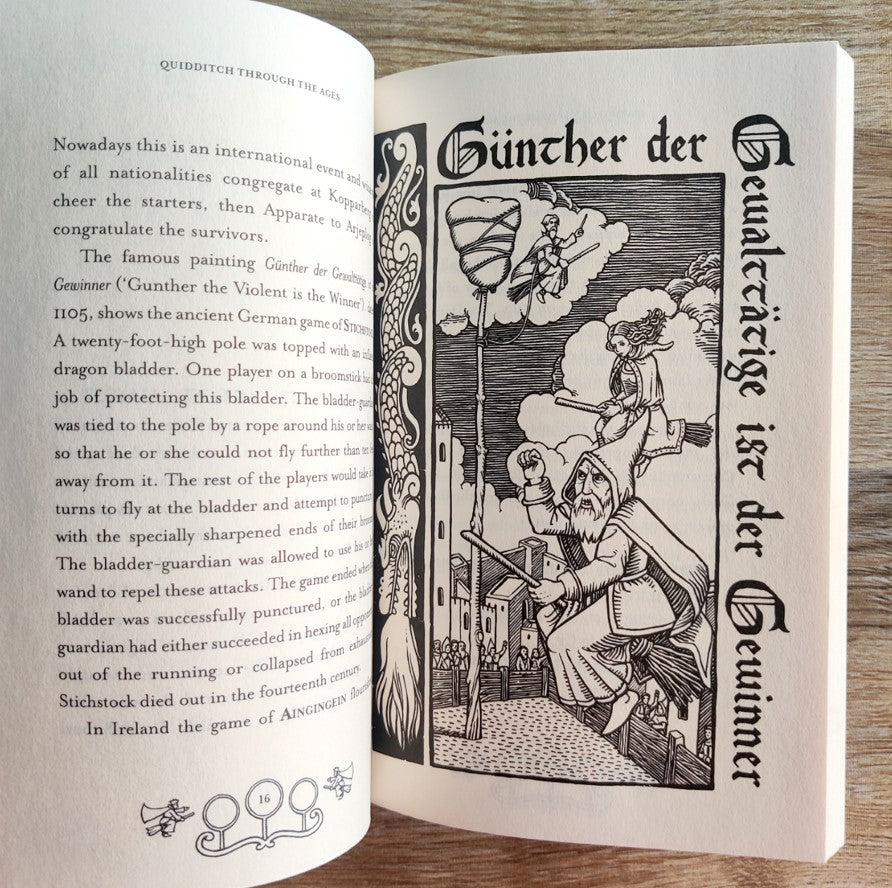 QUIDDITCH THROUGH THE AGES
Nowadays this is an international event and
of all nationalities congregate at Kopparberg
cheer the starters, then Apparate to Arjeplog
congratulate the survivors.
The famous painting Günther der Gewalttätige
Gewinner (‘Gunther the Violent is the Winner’),
1105, shows the ancient German game of STICHSTOCK
A twenty-foot-high pole was topped with an
dragon bladder. One player on a broomstick had
job of protecting this bladder. The bladder-guardian
was tied to the pole by a rope around his or her
so that he or she could not fly further than ten
away from it. The rest of the players would take
turns to fly at the bladder and attempt to puncture
with the specially sharpened ends of their
The bladder-guardian was allowed to use his or
wand to repel these attacks. The game ended when
bladder was successfully punctured, or the
guardian had either succeeded in hexing all
out of the running or collapsed from exhaustion
Stichstock died out in the fourteenth century.
In Ireland the game of AINGINGEIN
16
Günther der
Gewalttätige ist der Gewinner